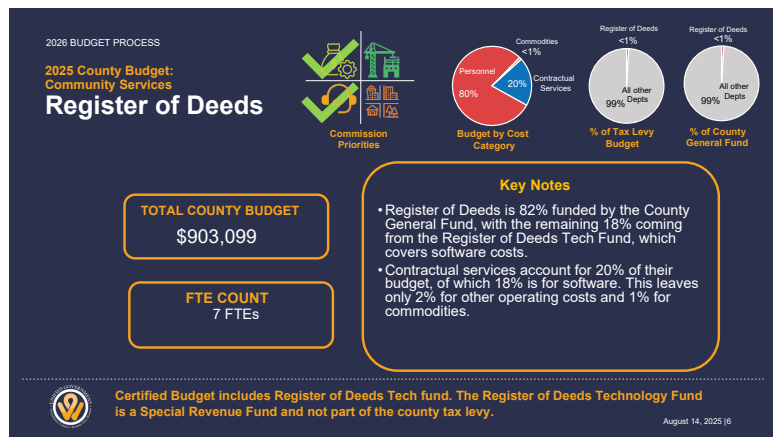 2026 BUDGET PROCESS
2025 County Budget:
Community Services
Register of Deeds
Commission
Priorities
Commodities
<1%
Personnel
80%
20%
Contractual
Services
Budget by Cost
Category
Register of Deeds
<1%
All other
Depts
99%
% of Tax Levy
Budget
Register of Deeds
<1%
All other
Depts
99%
% of County
General Fund
TOTAL COUNTY BUDGET
$903,099
FTE COUNT
7 FTEs
Key Notes
• Register of Deeds is 82% funded by the County
General Fund, with the remaining 18% coming
from the Register of Deeds Tech Fund, which
covers software costs.
• Contractual services account for 20% of their
budget, of which 18% is for software. This leaves
only 2% for other operating costs and 1% for
commodities.
Certified Budget includes Register of Deeds Tech fund. The Register of Deeds Technology Fund
is a Special Revenue Fund and not part of the county tax levy.
August 14, 2025 |6